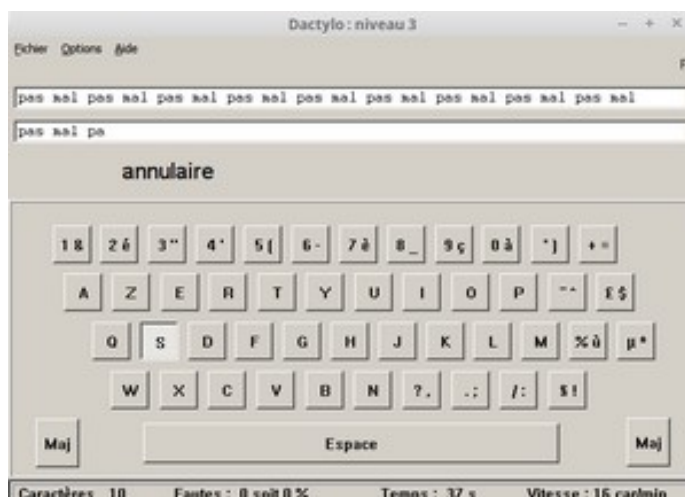 Dactylo : niveau 3
Fichier Options Aide
pas mal pas mal pas mal pas mal pas mal pas mal pas mal pas mal pas mal
pas mal pa
annulaire
1 & 2 é 3 " 4 ' 5 ( 6 - 7 è 8 _ 9 ç 0 à ° ) + =
A Z E R T Y U I O P ¨ ^ £ $
Q S D F G H J K L M % ù µ *
W X C V B N ? , . ; / : § !
Maj Espace Maj
Caractères 10 Fautes : 0 soit 0 % Temps : 37 s Vitesse : 16 car/min